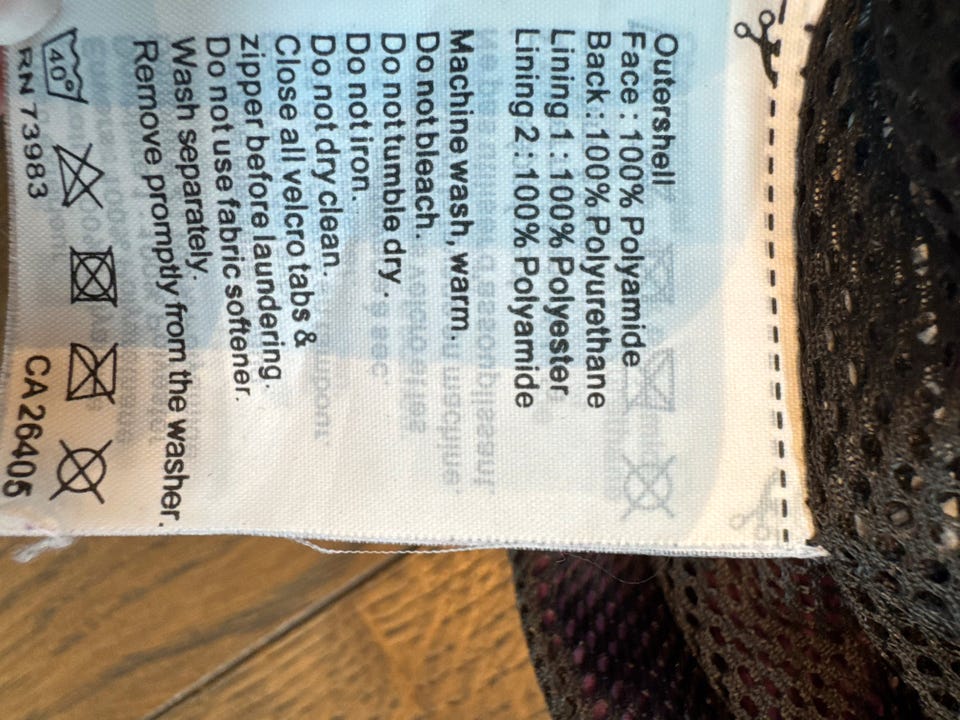 Outershell
Face : 100% Polyamide
Back : 100% Polyurethane
Lining 1 : 100% Polyester
Lining 2 : 100% Polyamide
Machine wash, warm.
Do not bleach.
Do not tumble dry.
Do not iron.
Do not dry clean.
Close all velcro tabs &
zipper before laundering.
Do not use fabric softener.
Wash separately.
Remove promptly from the washer.
40°
RN 73983 CA 26405